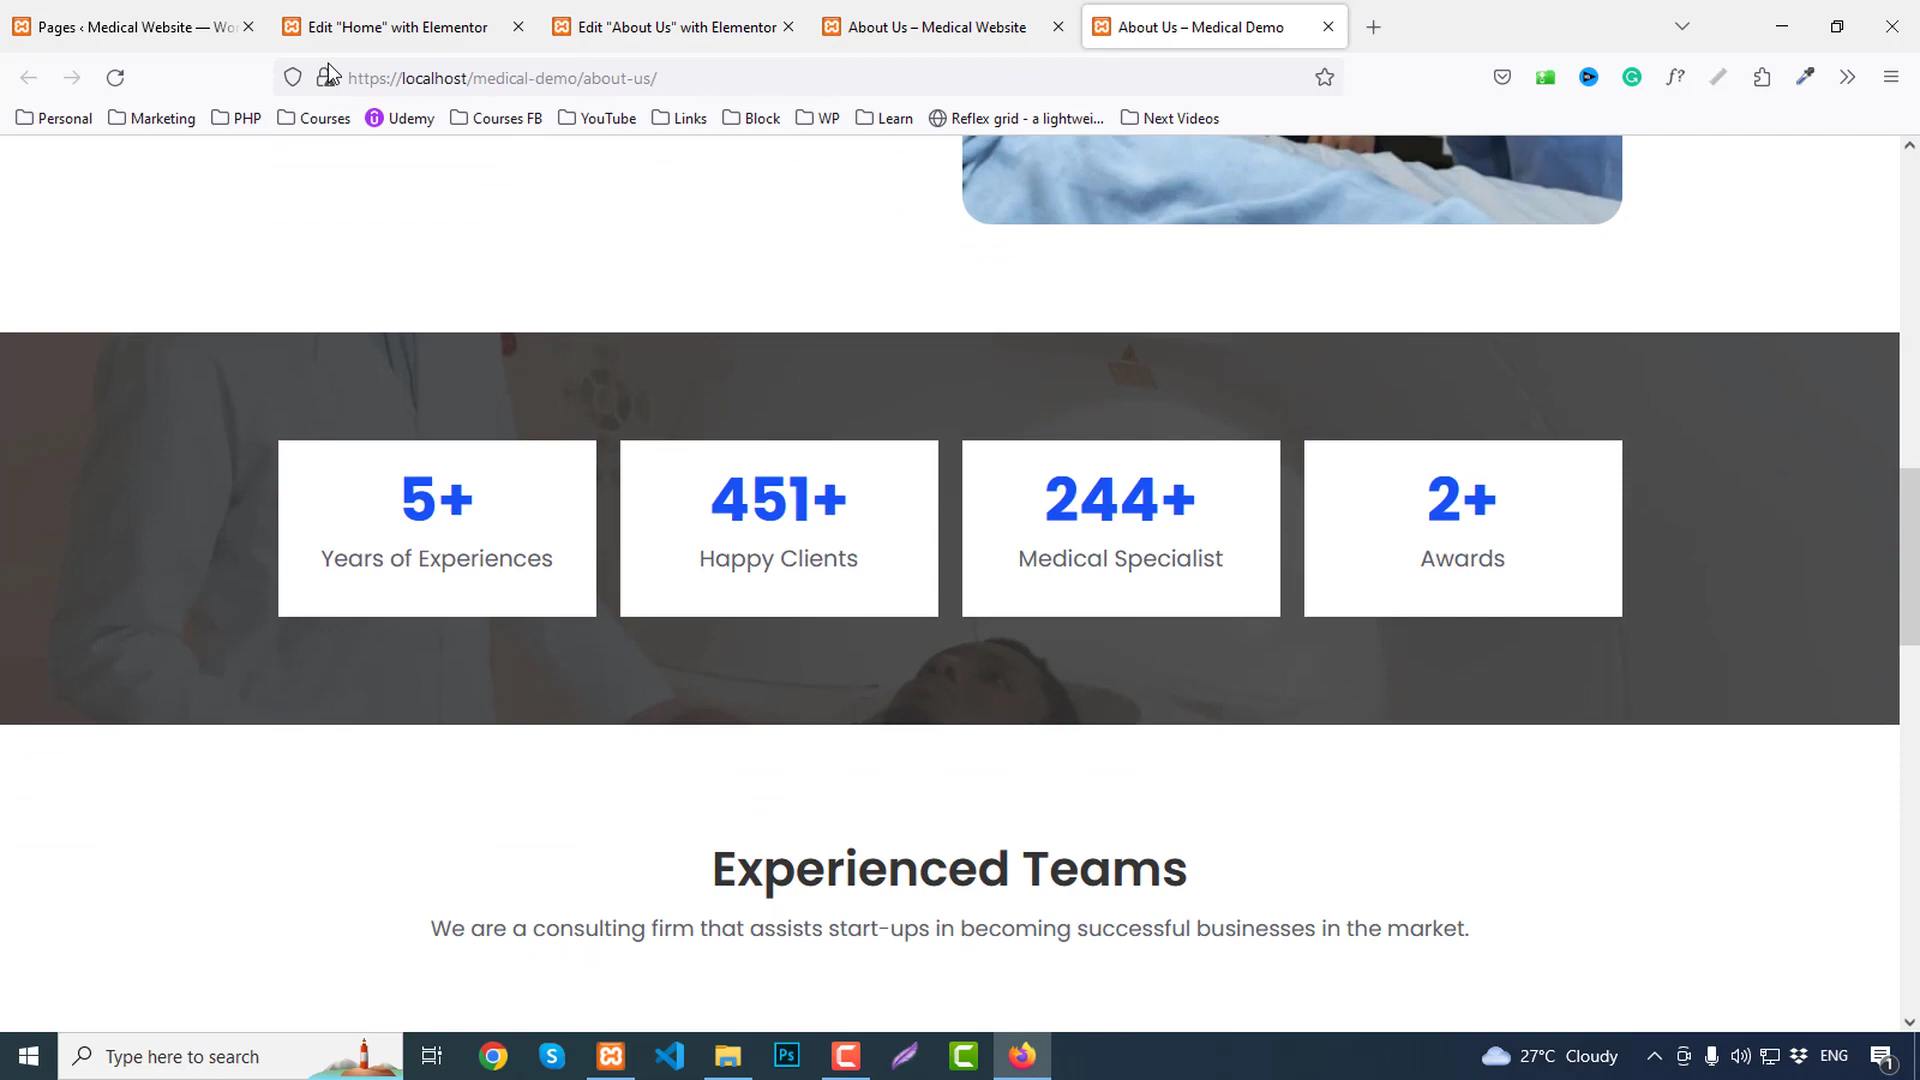 Pages ‹ Medical Website — Wo
Edit "Home" with Elementor
Edit "About Us" with Elementor
About Us – Medical Website
About Us – Medical Demo
https://localhost/medical-demo/about-us/
Personal
Marketing
PHP
Courses
Udemy
Courses FB
YouTube
Links
Block
WP
Learn
Reflex grid - a lightwei...
Next Videos
5+
Years of Experiences
451+
Happy Clients
244+
Medical Specialist
2+
Awards
Experienced Teams
We are a consulting firm that assists start-ups in becoming successful businesses in the market.
Type here to search
27°C Cloudy
ENG
1